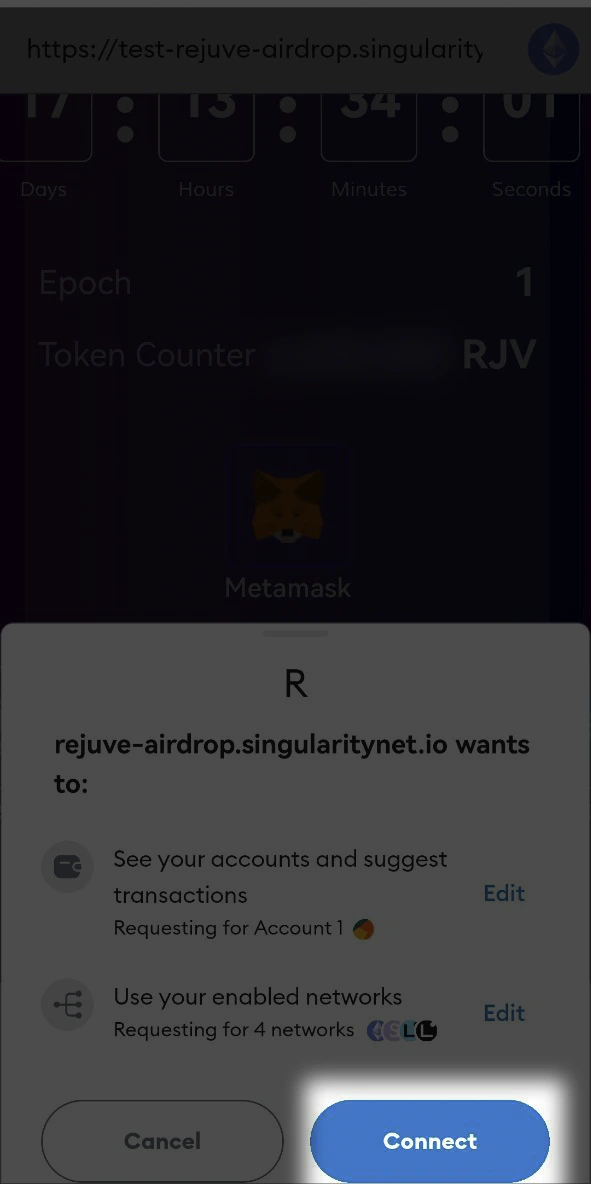 https://test-rejuve-airdrop.singularity
17 : 13 : 34 : 01
Days Hours Minutes Seconds
Epoch 1
Token Counter RJV
Metamask
R
rejuve-airdrop.singularitynet.io wants
to:
See your accounts and suggest
transactions
Edit
Requesting for Account 1
Use your enabled networks
Edit
Requesting for 4 networks
L L
Cancel Connect